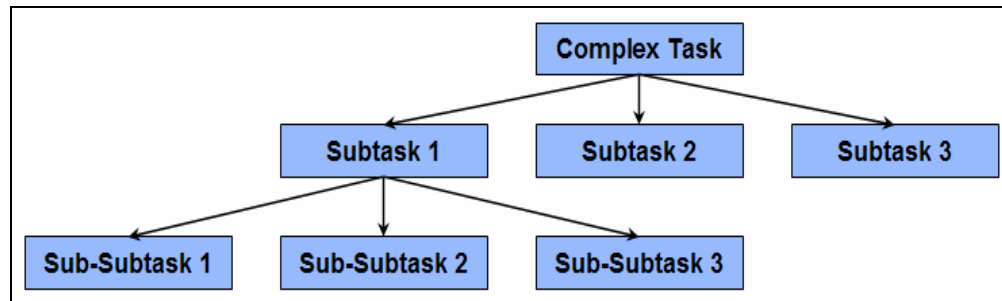 Complex Task
Subtask 1
Subtask 2
Subtask 3
Sub-Subtask 1
Sub-Subtask 2
Sub-Subtask 3